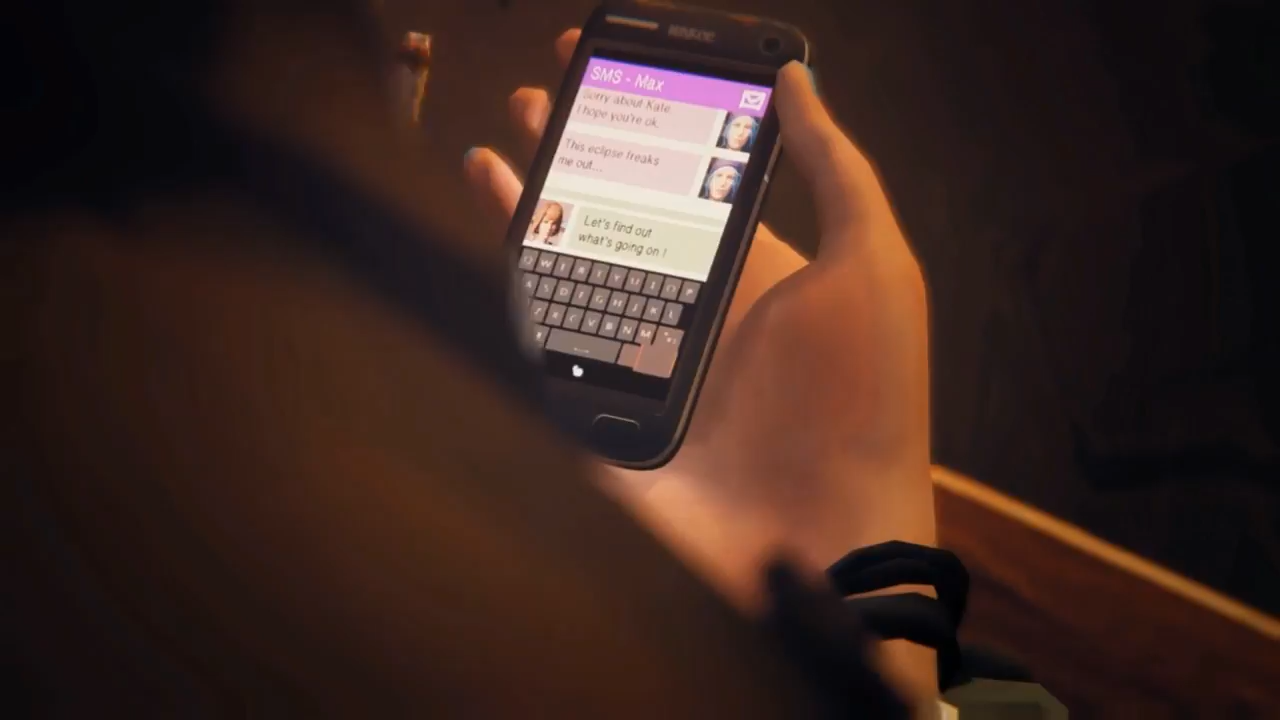 SMS - Max
Sorry about Kate.
I hope you're ok.
This eclipse freaks
me out...
Let's find out
what's going on !
Q W E R T Y U I O P
A S D F G H J K L
Z X C V B N M